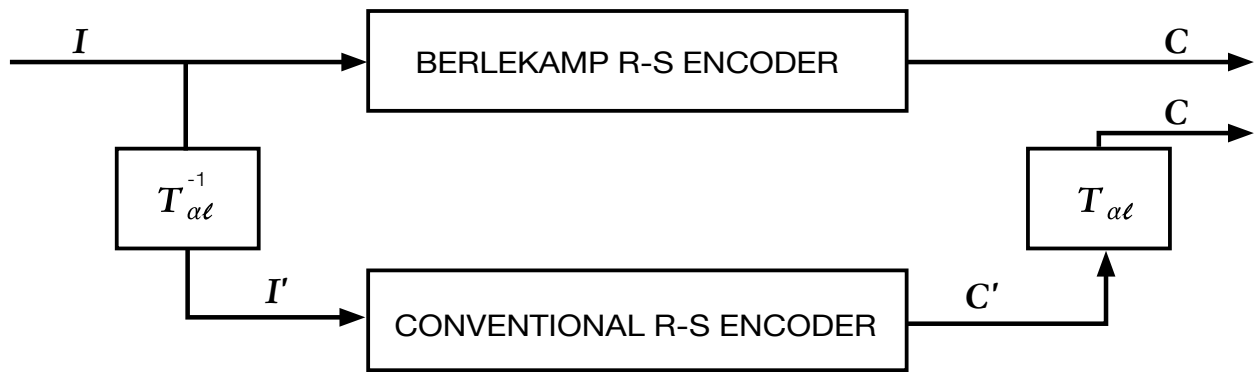 I
BERLEKAMP R-S ENCODER
C
C
T⁻¹αℓ
Tαℓ
I'
CONVENTIONAL R-S ENCODER
C'